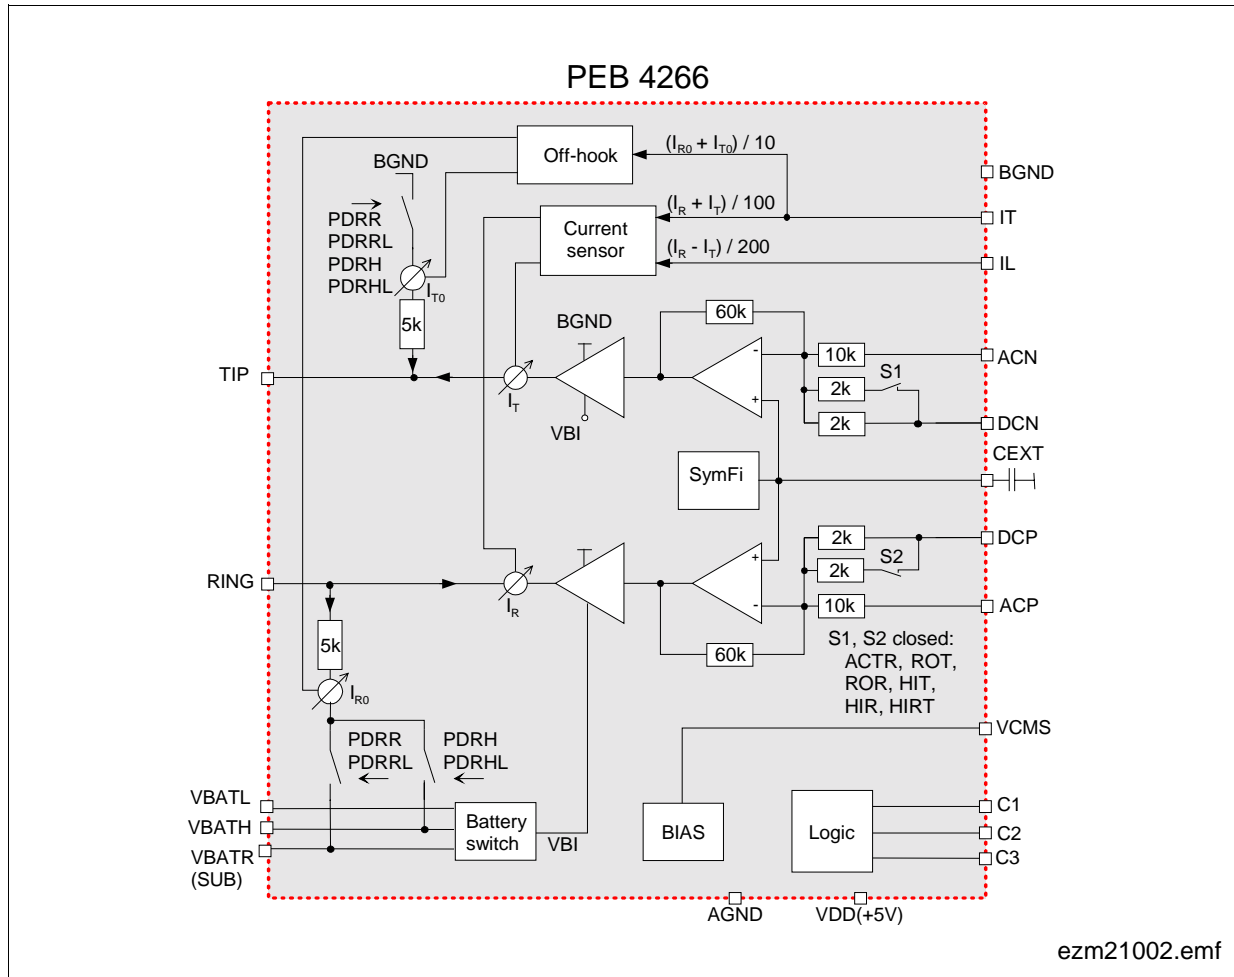 PEB 4266
Off-hook
(IR0 + IT0) / 10
BGND
BGND
PDRR
PDRRL
PDRH
PDRHL
IT0
5k
Current
sensor
(IR + IT) / 100
IT
(IR - IT) / 200
IL
60k
BGND
-
+
10k
ACN
2k
S1
2k
DCN
TIP
IT
VBI
CEXT
SymFi
RING
IR
+
-
2k
DCP
2k
S2
10k
ACP
60k
S1, S2 closed:
ACTR, ROT,
ROR, HIT,
HIR, HIRT
5k
IR0
PDRR
PDRRL
PDRH
PDRHL
VCMS
VBATL
VBATH
VBATR
(SUB)
Battery
switch
VBI
BIAS
Logic
C1
C2
C3
AGND
VDD(+5V)
ezm21002.emf